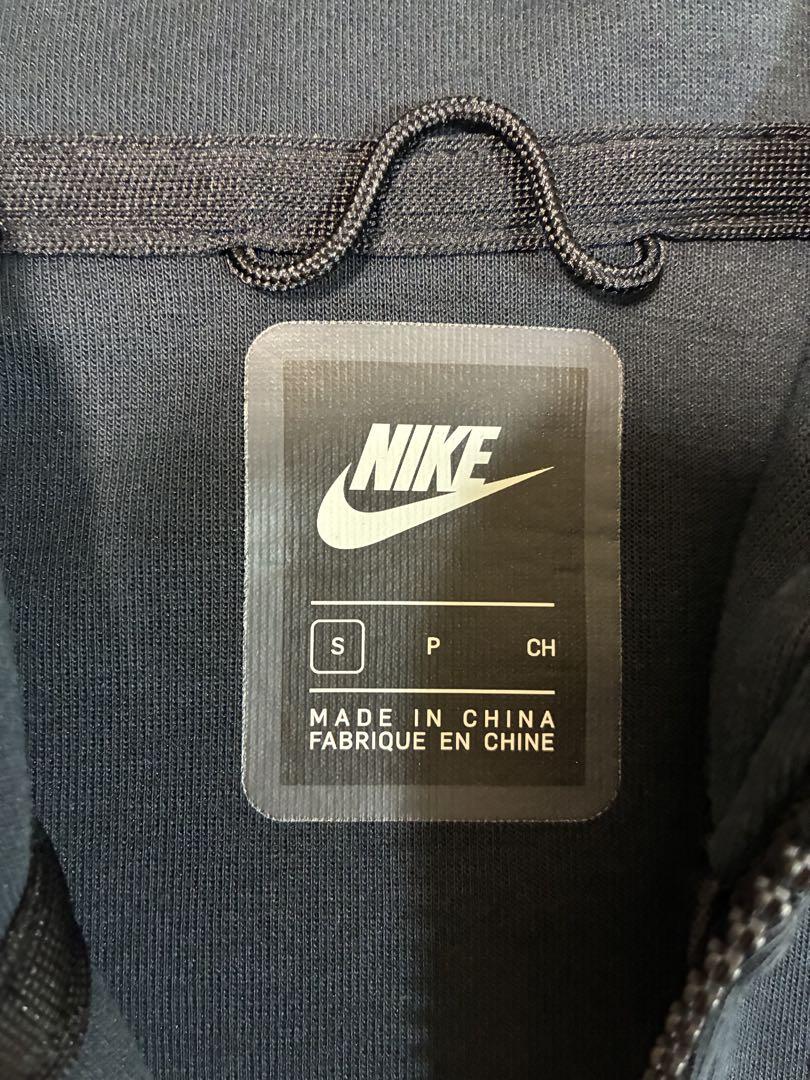 NIKE
S P CH
MADE IN CHINA
FABRIQUE EN CHINE